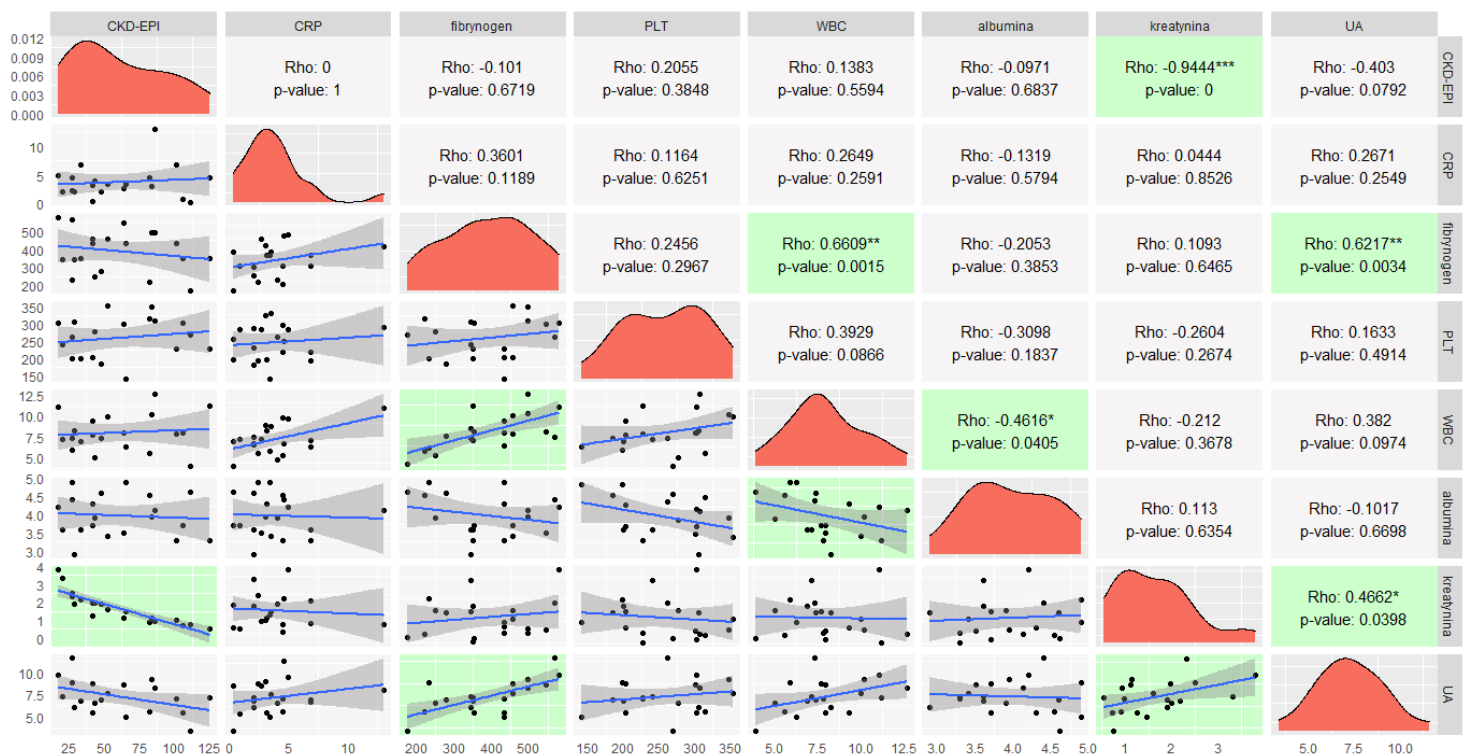 CKD-EPI CRP fibrynogen PLT WBC albumina kreatynina UA
0.012
0.009
0.006
0.003
0.000
Rho: 0 Rho: -0.101 Rho: 0.2055 Rho: 0.1383 Rho: -0.0971 Rho: -0.9444*** Rho: -0.403
p-value: 1 p-value: 0.6719 p-value: 0.3848 p-value: 0.5594 p-value: 0.6837 p-value: 0 p-value: 0.0792
CKD-EPI
10
5
0
Rho: 0.3601 Rho: 0.1164 Rho: 0.2649 Rho: -0.1319 Rho: 0.0444 Rho: 0.2671
p-value: 0.1189 p-value: 0.6251 p-value: 0.2591 p-value: 0.5794 p-value: 0.8526 p-value: 0.2549
CRP
500
400
300
200
Rho: 0.2456 Rho: 0.6609** Rho: -0.2053 Rho: 0.1093 Rho: 0.6217**
p-value: 0.2967 p-value: 0.0015 p-value: 0.3853 p-value: 0.6465 p-value: 0.0034
fibrynogen
350
300
250
200
150
Rho: 0.3929 Rho: -0.3098 Rho: -0.2604 Rho: 0.1633
p-value: 0.0866 p-value: 0.1837 p-value: 0.2674 p-value: 0.4914
PLT
12.5
10.0
7.5
5.0
Rho: -0.4616* Rho: -0.212 Rho: 0.382
p-value: 0.0405 p-value: 0.3678 p-value: 0.0974
WBC
5.0
4.5
4.0
3.5
3.0
Rho: 0.113 Rho: -0.1017
p-value: 0.6354 p-value: 0.6698
albumina
4
3
2
1
0
Rho: 0.4662*
p-value: 0.0398
kreatynina
10.0
7.5
5.0
UA
25 50 75 100 125 0 5 10 200 300 400 500 150 200 250 300 350 5.0 7.5 10.0 12.5 3.0 3.5 4.0 4.5 5.0 1 2 3 5.0 7.5 10.0